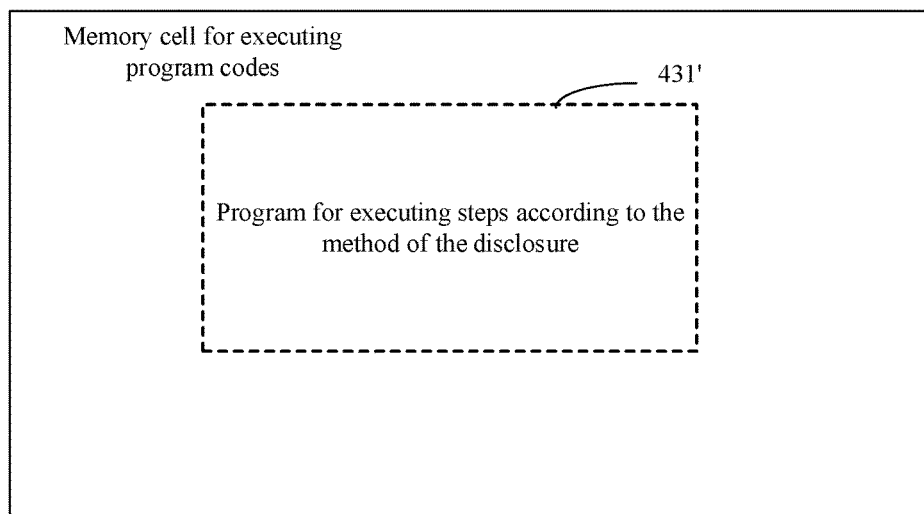 Memory cell for executing
program codes
431'
Program for executing steps according to the
method of the disclosure